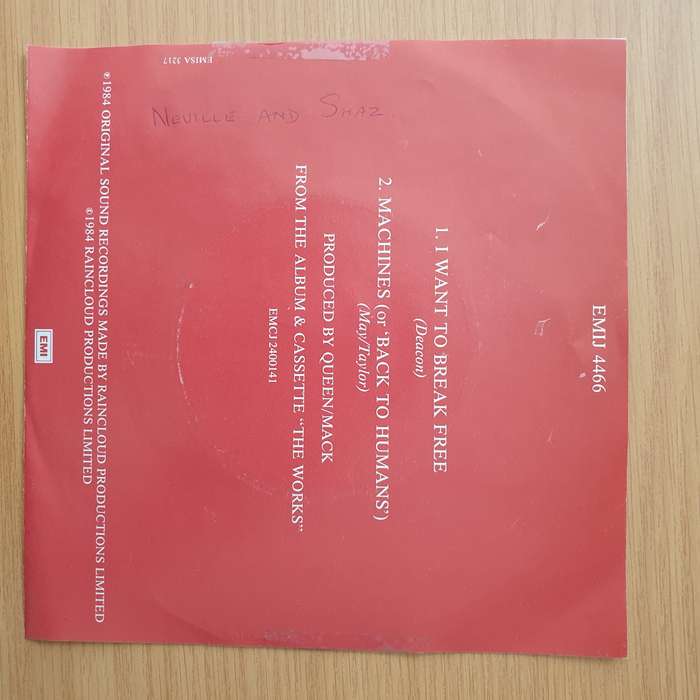 EMIJ 4466
1. I WANT TO BREAK FREE
(Deacon)
2. MACHINES (or 'BACK TO HUMANS')
(May/Taylor)
PRODUCED BY QUEEN/MACK
FROM THE ALBUM & CASSETTE "THE WORKS"
EMCJ 2400141
NEVILLE AND SHAZ.
EMISA 3217
℗1984 ORIGINAL SOUND RECORDINGS MADE BY RAINCLOUD PRODUCTIONS LIMITED
©1984 RAINCLOUD PRODUCTIONS LIMITED
EMI